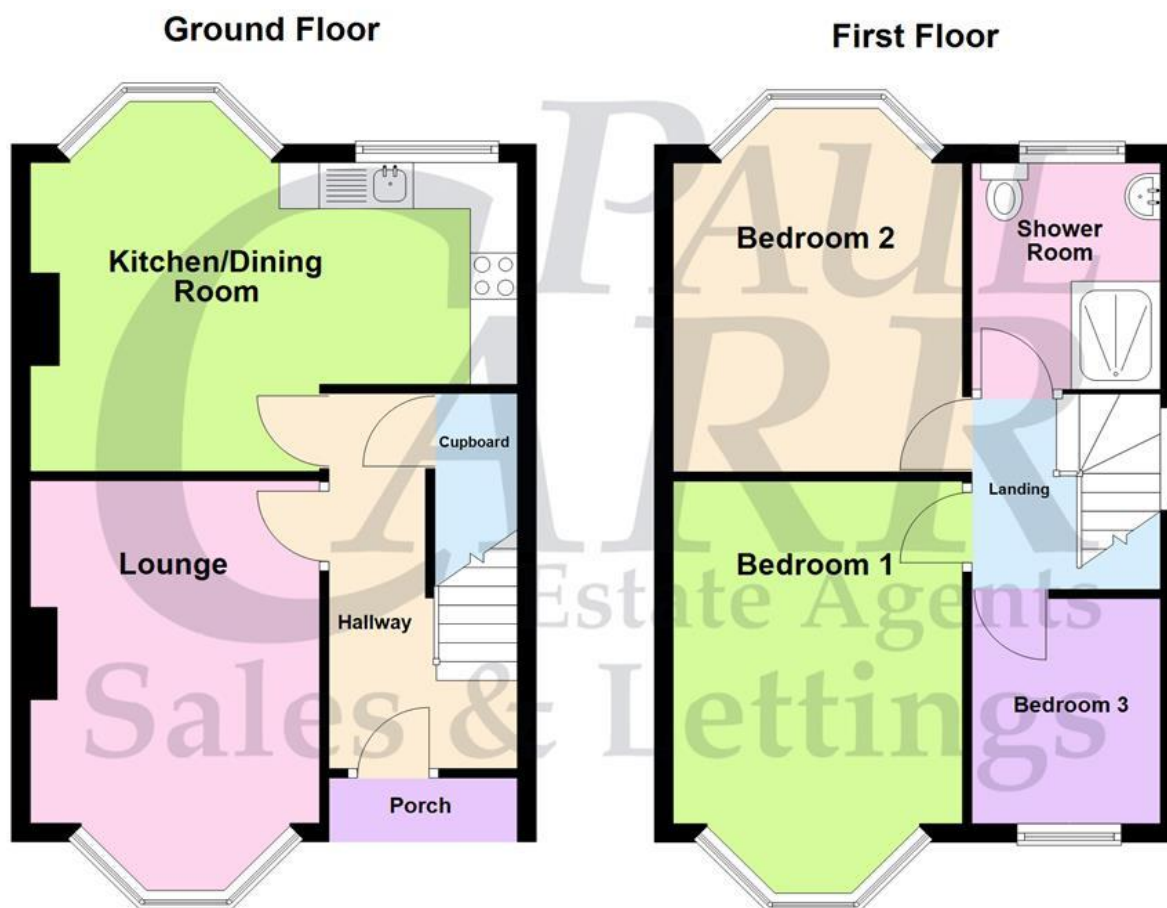 Ground Floor
First Floor
PAUL
CARR
Estate Agents
Sales & Lettings
Kitchen/Dining
Room
Cupboard
Lounge
Hallway
Porch
Bedroom 2
Shower
Room
Landing
Bedroom 1
Bedroom 3